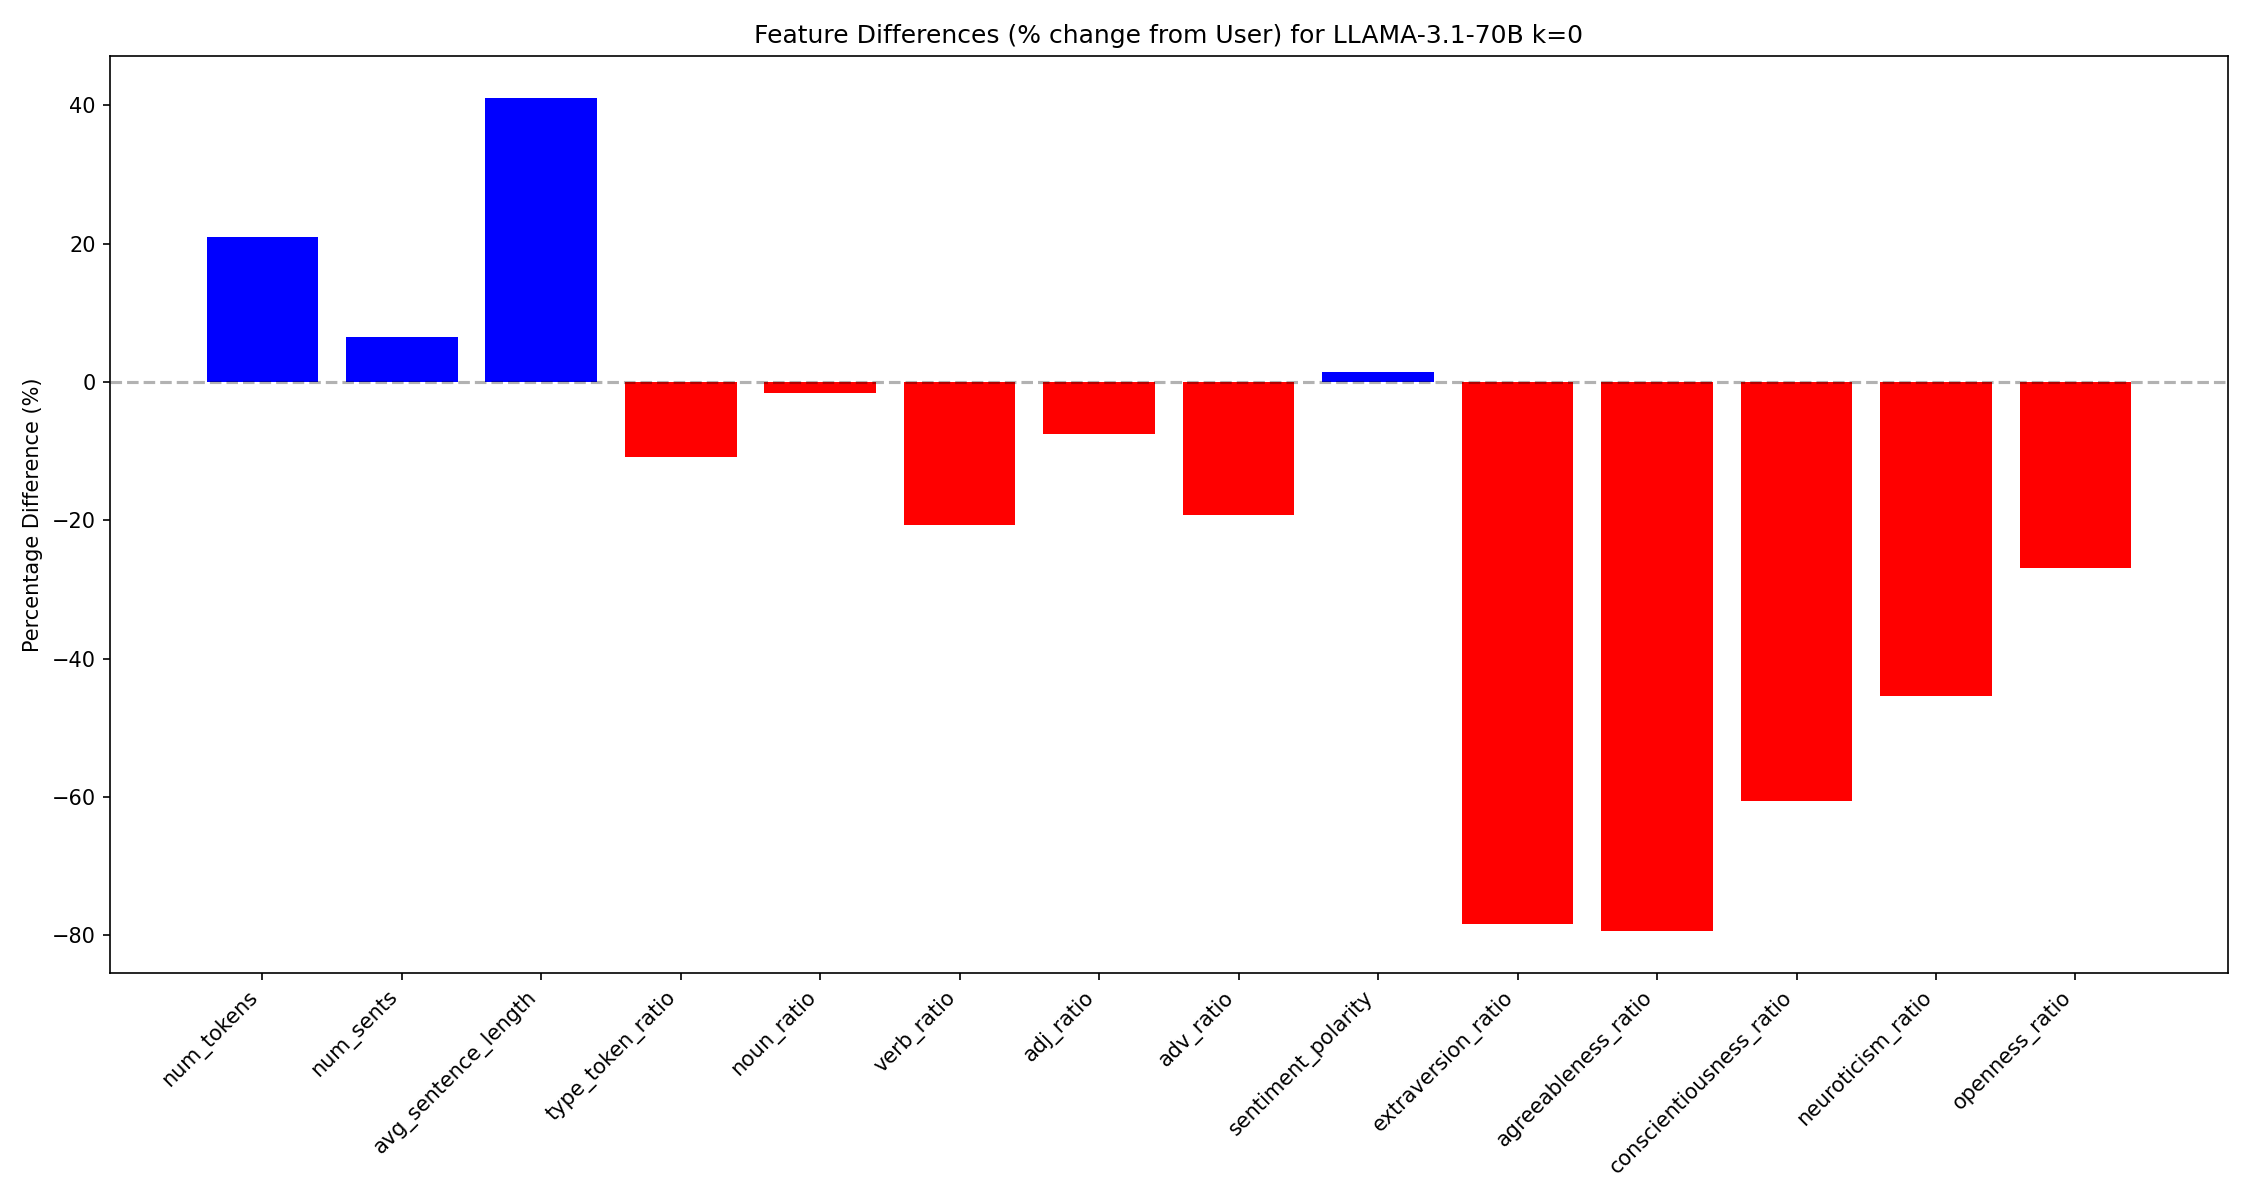 Feature Differences (% change from User) for LLAMA-3.1-70B k=0
Percentage Difference (%)
40
20
0
−20
−40
−60
−80
num_tokens
num_sents
avg_sentence_length
type_token_ratio
noun_ratio
verb_ratio
adj_ratio
adv_ratio
sentiment_polarity
extraversion_ratio
agreeableness_ratio
conscientiousness_ratio
neuroticism_ratio
openness_ratio